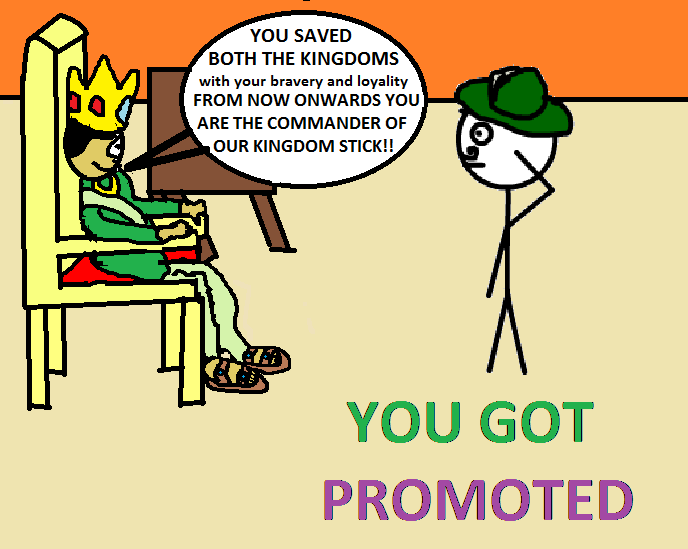 YOU SAVED
BOTH THE KINGDOMS
with your bravery and loyality
FROM NOW ONWARDS YOU
ARE THE COMMANDER OF
OUR KINGDOM STICK!!
YOU GOT
PROMOTED